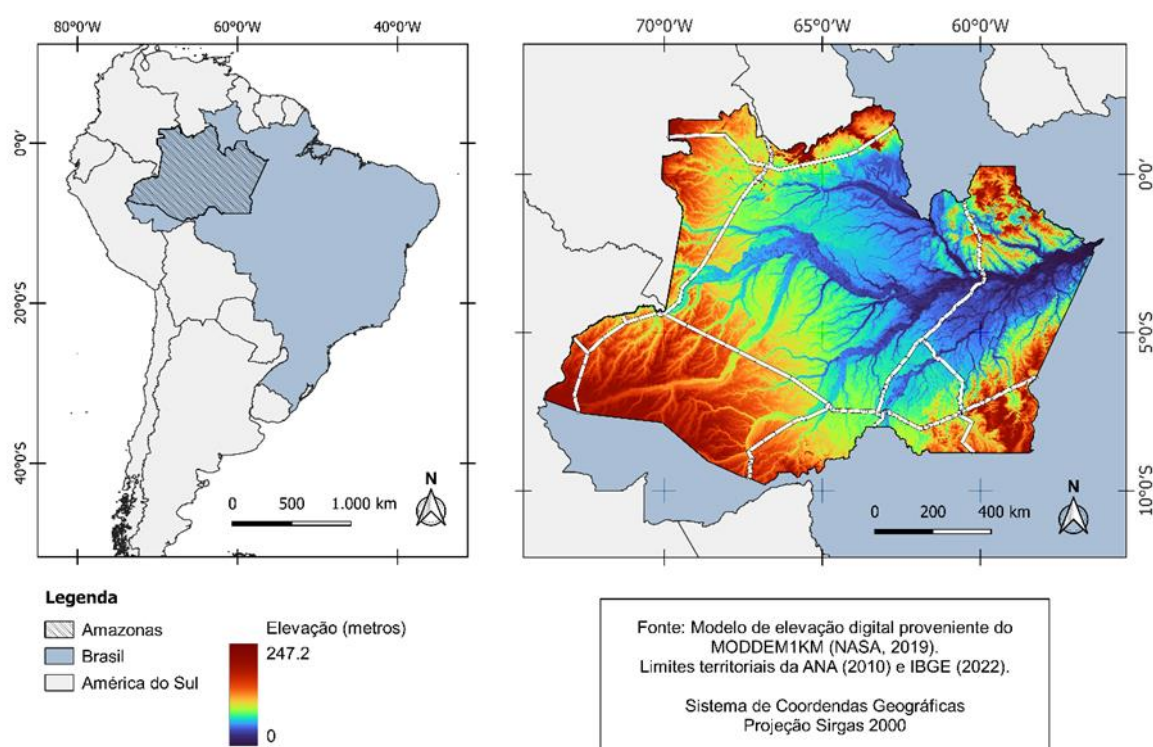 80°0'W 60°0'W 40°0'W
0°0'
20°0'S
40°0'S
N
0 500 1.000 km
70°0'W 65°0'W 60°0'W
0°0'
5°0'S
10°0'S
N
0 200 400 km
Legenda
Amazonas
Brasil
América do Sul
Elevação (metros)
247.2
0
Fonte: Modelo de elevação digital proveniente do
MODDEM1KM (NASA, 2019).
Limites territoriais da ANA (2010) e IBGE (2022).
Sistema de Coordendas Geográficas
Projeção Sirgas 2000